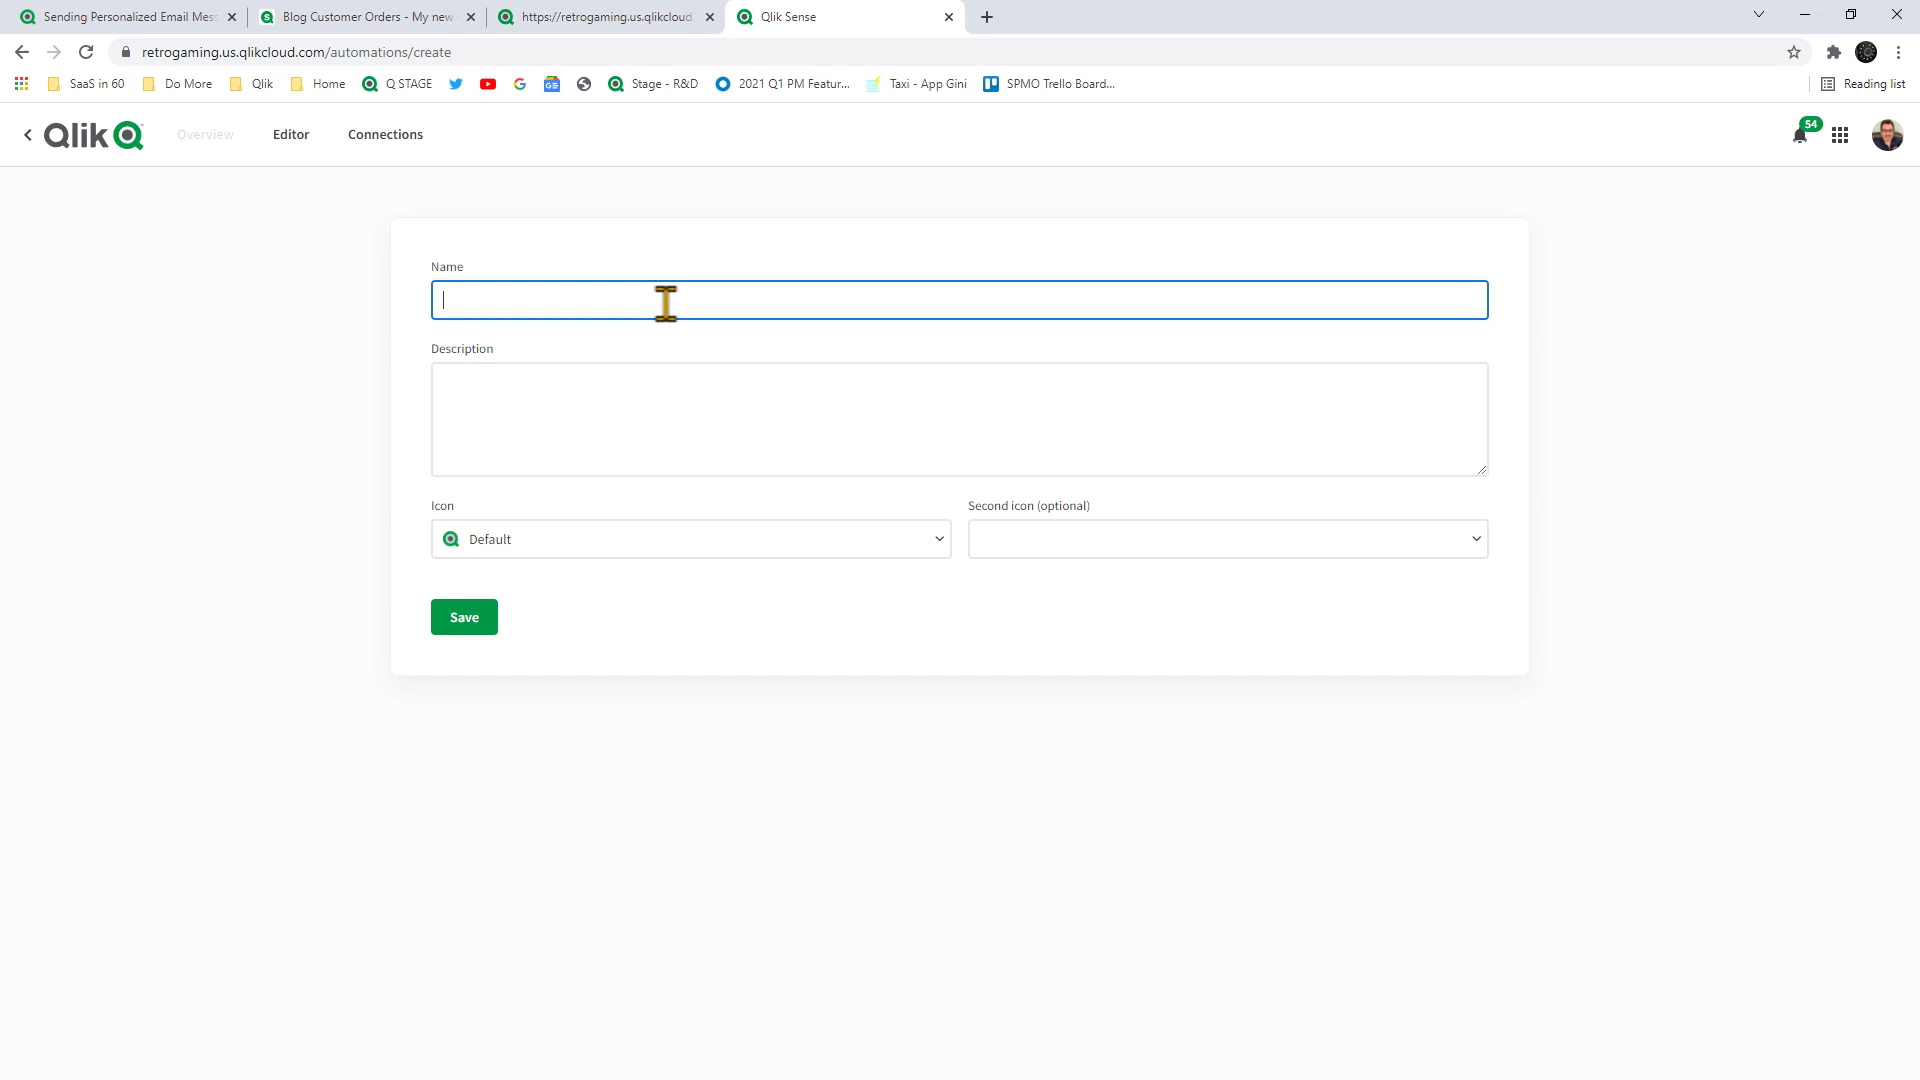 Sending Personalized Email Mess
Blog Customer Orders - My new
https://retrogaming.us.qlikcloud.
Qlik Sense
retrogaming.us.qlikcloud.com/automations/create
SaaS in 60
Do More
Qlik
Home
Q STAGE
Stage - R&D
2021 Q1 PM Featur...
Taxi - App Gini
SPMO Trello Board...
Reading list
Qlik
Overview
Editor
Connections
54
Name
Description
Icon
Second icon (optional)
Default
Save